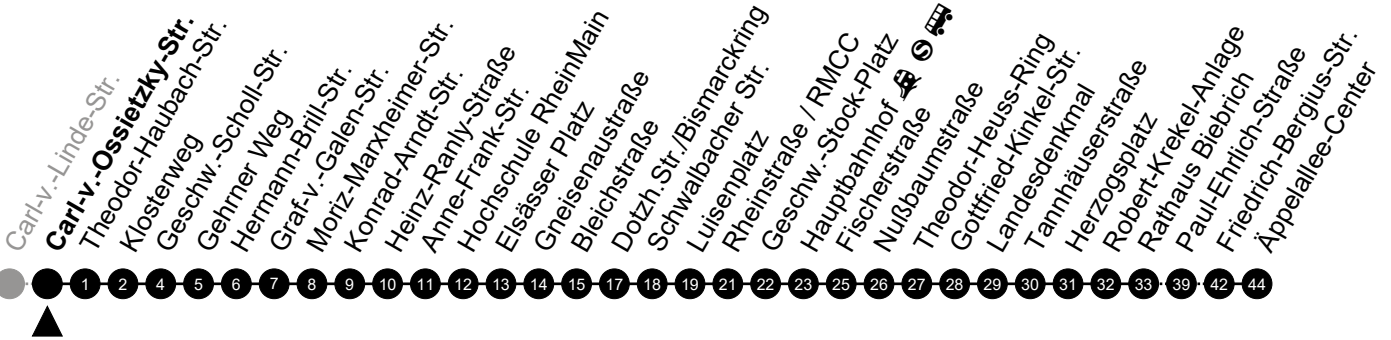 Carl-v.-Linde-Str.
Carl-v.-Ossietzky-Str.
Theodor-Haubach-Str.
Klosterweg
Geschw.-Scholl-Str.
Gehrner Weg
Hermann-Brill-Str.
Graf-v.-Galen-Str.
Moriz-Marxheimer-Str.
Konrad-Arndt-Str.
Heinz-Ranly-Straße
Anne-Frank-Str.
Hochschule RheinMain
Elsässer Platz
Gneisenaustraße
Bleichstraße
Dotzh.Str./Bismarckring
Schwalbacher Str.
Luisenplatz
Rheinstraße / RMCC
Geschw.-Stock-Platz
Hauptbahnhof S
Fischerstraße
Nußbaumstraße
Theodor-Heuss-Ring
Gottfried-Kinkel-Str.
Landesdenkmal
Tannhäuserstraße
Herzogsplatz
Robert-Krekel-Anlage
Rathaus Biebrich
Paul-Ehrlich-Straße
Friedrich-Bergius-Str.
Äppelallee-Center
1 2 4 5 6 7 8 9 10 11 12 13 14 15 17 18 19 21 22 23 25 26 27 28 29 30 31 32 33 39 42 44